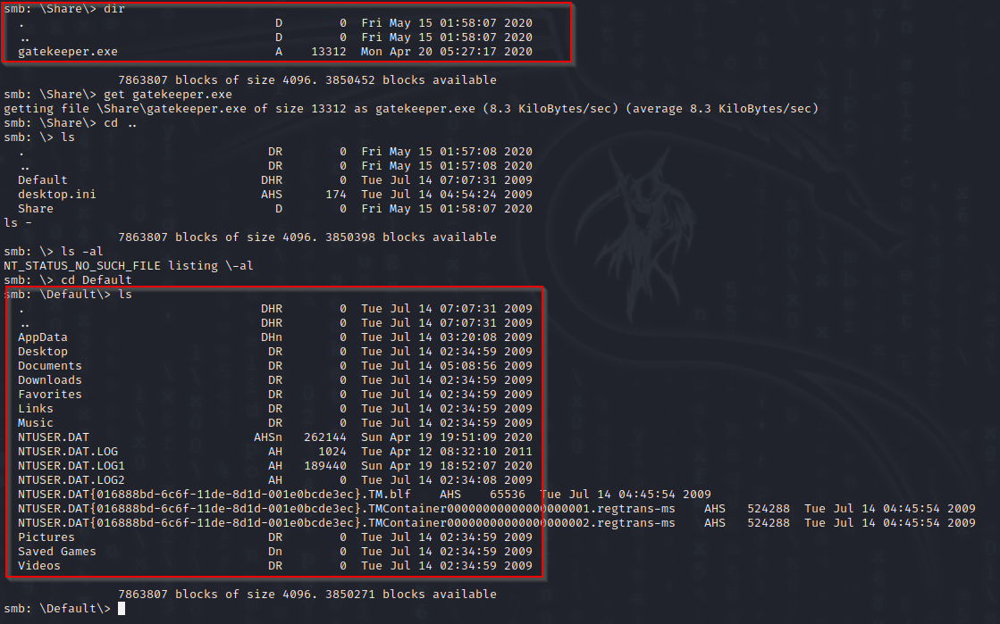 smb: \Share\> dir
  .                                   D        0  Fri May 15 01:58:07 2020
  ..                                  D        0  Fri May 15 01:58:07 2020
  gatekeeper.exe                      A    13312  Mon Apr 20 05:27:17 2020

                7863807 blocks of size 4096. 3850452 blocks available
smb: \Share\> get gatekeeper.exe
getting file \Share\gatekeeper.exe of size 13312 as gatekeeper.exe (8.3 KiloBytes/sec) (average 8.3 KiloBytes/sec)
smb: \Share\> cd ..
smb: \> ls
  .                                  DR        0  Fri May 15 01:57:08 2020
  ..                                 DR        0  Fri May 15 01:57:08 2020
  Default                           DHR        0  Tue Jul 14 07:07:31 2009
  desktop.ini                       AHS      174  Tue Jul 14 04:54:24 2009
  Share                               D        0  Fri May 15 01:58:07 2020
ls -
                7863807 blocks of size 4096. 3850398 blocks available
smb: \> ls -al
NT_STATUS_NO_SUCH_FILE listing \-al
smb: \> cd Default
smb: \Default\> ls
  .                                 DHR        0  Tue Jul 14 07:07:31 2009
  ..                                DHR        0  Tue Jul 14 07:07:31 2009
  AppData                           DHn        0  Tue Jul 14 03:20:08 2009
  Desktop                            DR        0  Tue Jul 14 02:34:59 2009
  Documents                          DR        0  Tue Jul 14 05:08:56 2009
  Downloads                          DR        0  Tue Jul 14 02:34:59 2009
  Favorites                          DR        0  Tue Jul 14 02:34:59 2009
  Links                              DR        0  Tue Jul 14 02:34:59 2009
  Music                              DR        0  Tue Jul 14 02:34:59 2009
  NTUSER.DAT                       AHSn   262144  Sun Apr 19 19:51:09 2020
  NTUSER.DAT.LOG                     AH     1024  Tue Apr 12 08:32:10 2011
  NTUSER.DAT.LOG1                    AH   189440  Sun Apr 19 18:52:07 2020
  NTUSER.DAT.LOG2                    AH        0  Tue Jul 14 02:34:08 2009
  NTUSER.DAT{016888bd-6c6f-11de-8d1d-001e0bcde3ec}.TM.blf    AHS    65536  Tue Jul 14 04:45:54 2009
  NTUSER.DAT{016888bd-6c6f-11de-8d1d-001e0bcde3ec}.TMContainer00000000000000000001.regtrans-ms    AHS   524288  Tue Jul 14 04:45:54 2009
  NTUSER.DAT{016888bd-6c6f-11de-8d1d-001e0bcde3ec}.TMContainer00000000000000000002.regtrans-ms    AHS   524288  Tue Jul 14 04:45:54 2009
  Pictures                           DR        0  Tue Jul 14 02:34:59 2009
  Saved Games                        Dn        0  Tue Jul 14 02:34:59 2009
  Videos                             DR        0  Tue Jul 14 02:34:59 2009

                7863807 blocks of size 4096. 3850271 blocks available
smb: \Default\>